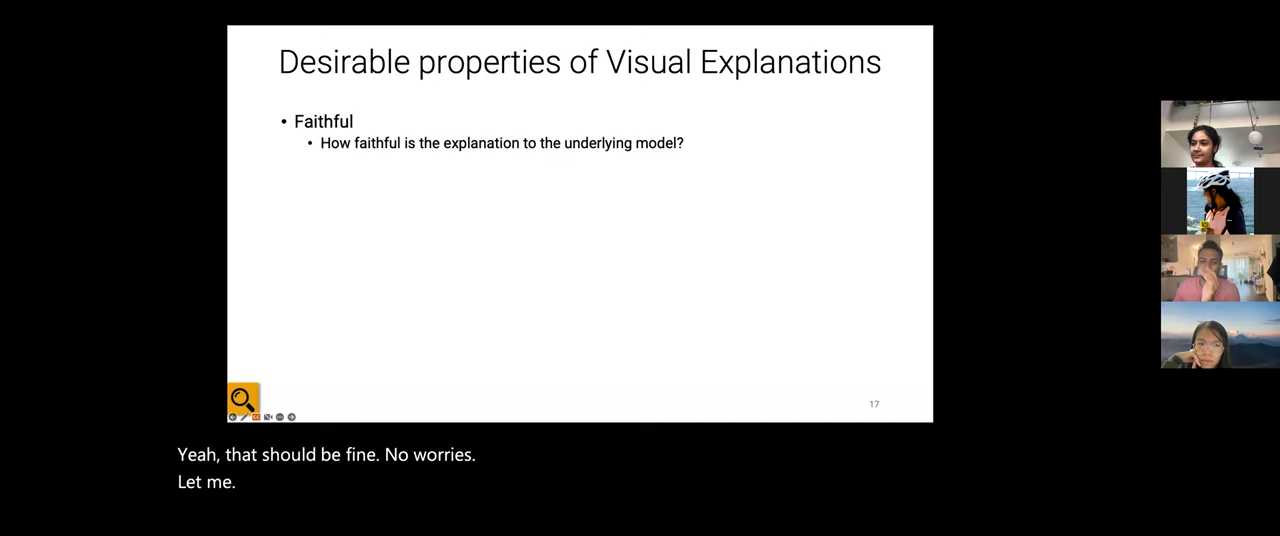 Desirable properties of Visual Explanations
• Faithful
• How faithful is the explanation to the underlying model?
17
Yeah, that should be fine. No worries.
Let me.